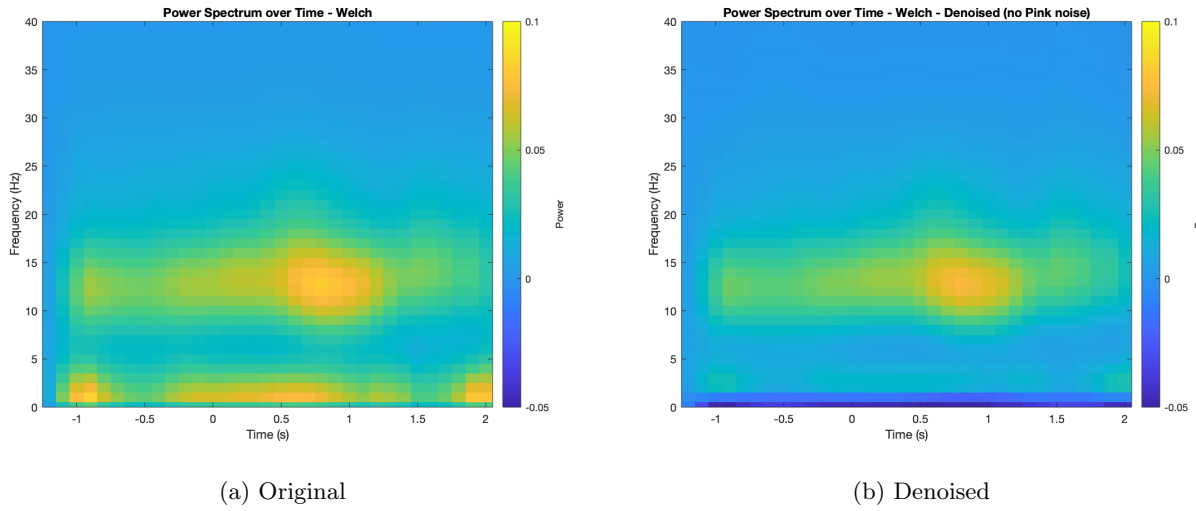 Power Spectrum over Time - Welch
40
35
30
25
20
15
10
5
0
Frequency (Hz)
-1 -0.5 0 0.5 1 1.5 2
Time (s)
0.1
0.05
0
-0.05
Power
(a) Original
Power Spectrum over Time - Welch - Denoised (no Pink noise)
40
35
30
25
20
15
10
5
0
Frequency (Hz)
-1 -0.5 0 0.5 1 1.5 2
Time (s)
0.1
0.05
0
-0.05
(b) Denoised